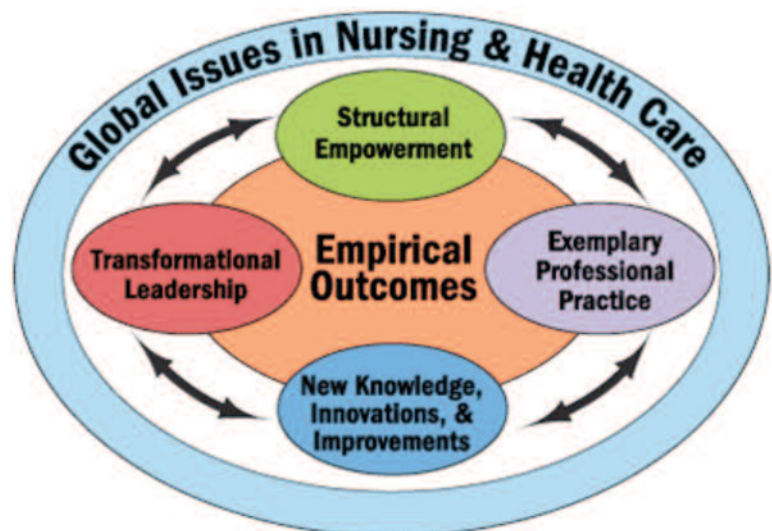 Global Issues in Nursing & Health Care
Structural
Empowerment
Transformational
Leadership
Empirical
Outcomes
Exemplary
Professional
Practice
New Knowledge,
Innovations, &
Improvements